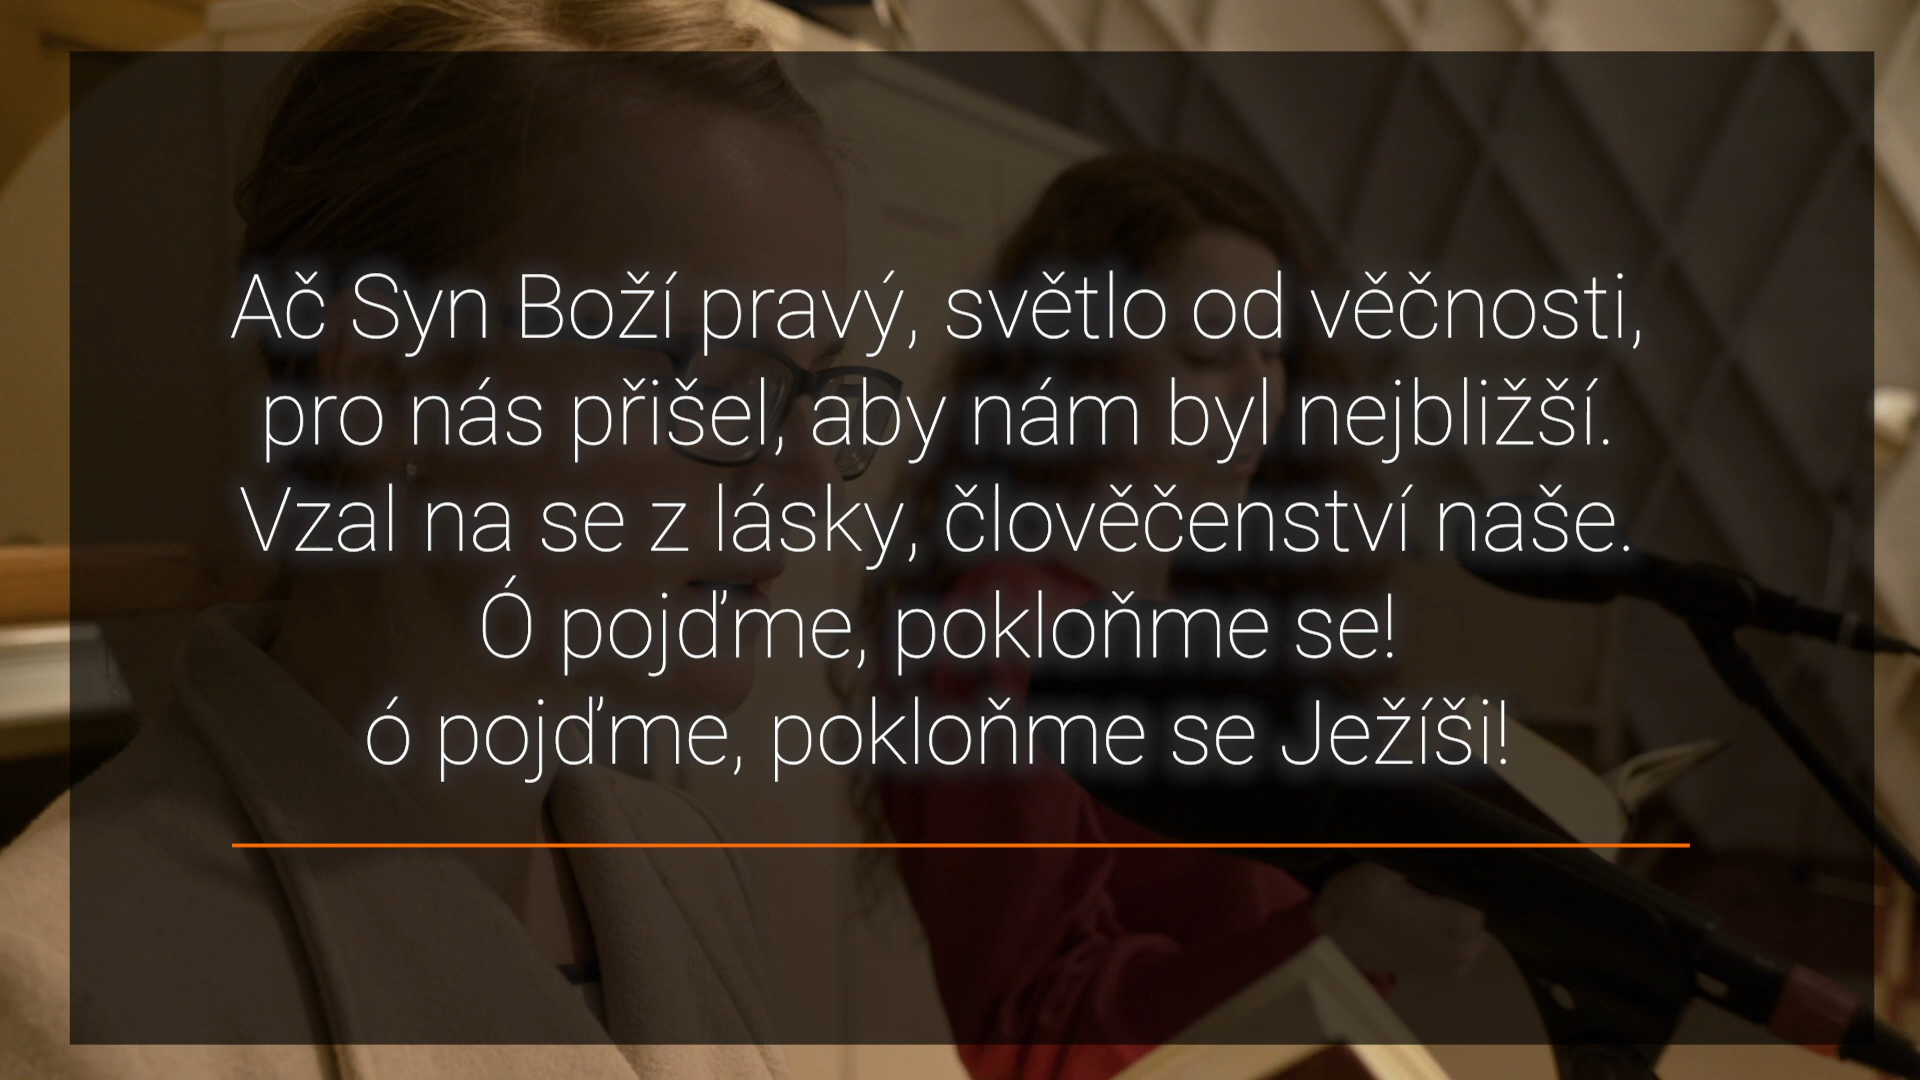 Ač Syn Boží pravý, světlo od věčnosti,
pro nás přišel, aby nám byl nejbližší.
Vzal na se z lásky, člověčenství naše.
Ó pojďme, pokloňme se!
ó pojďme, pokloňme se Ježíši!